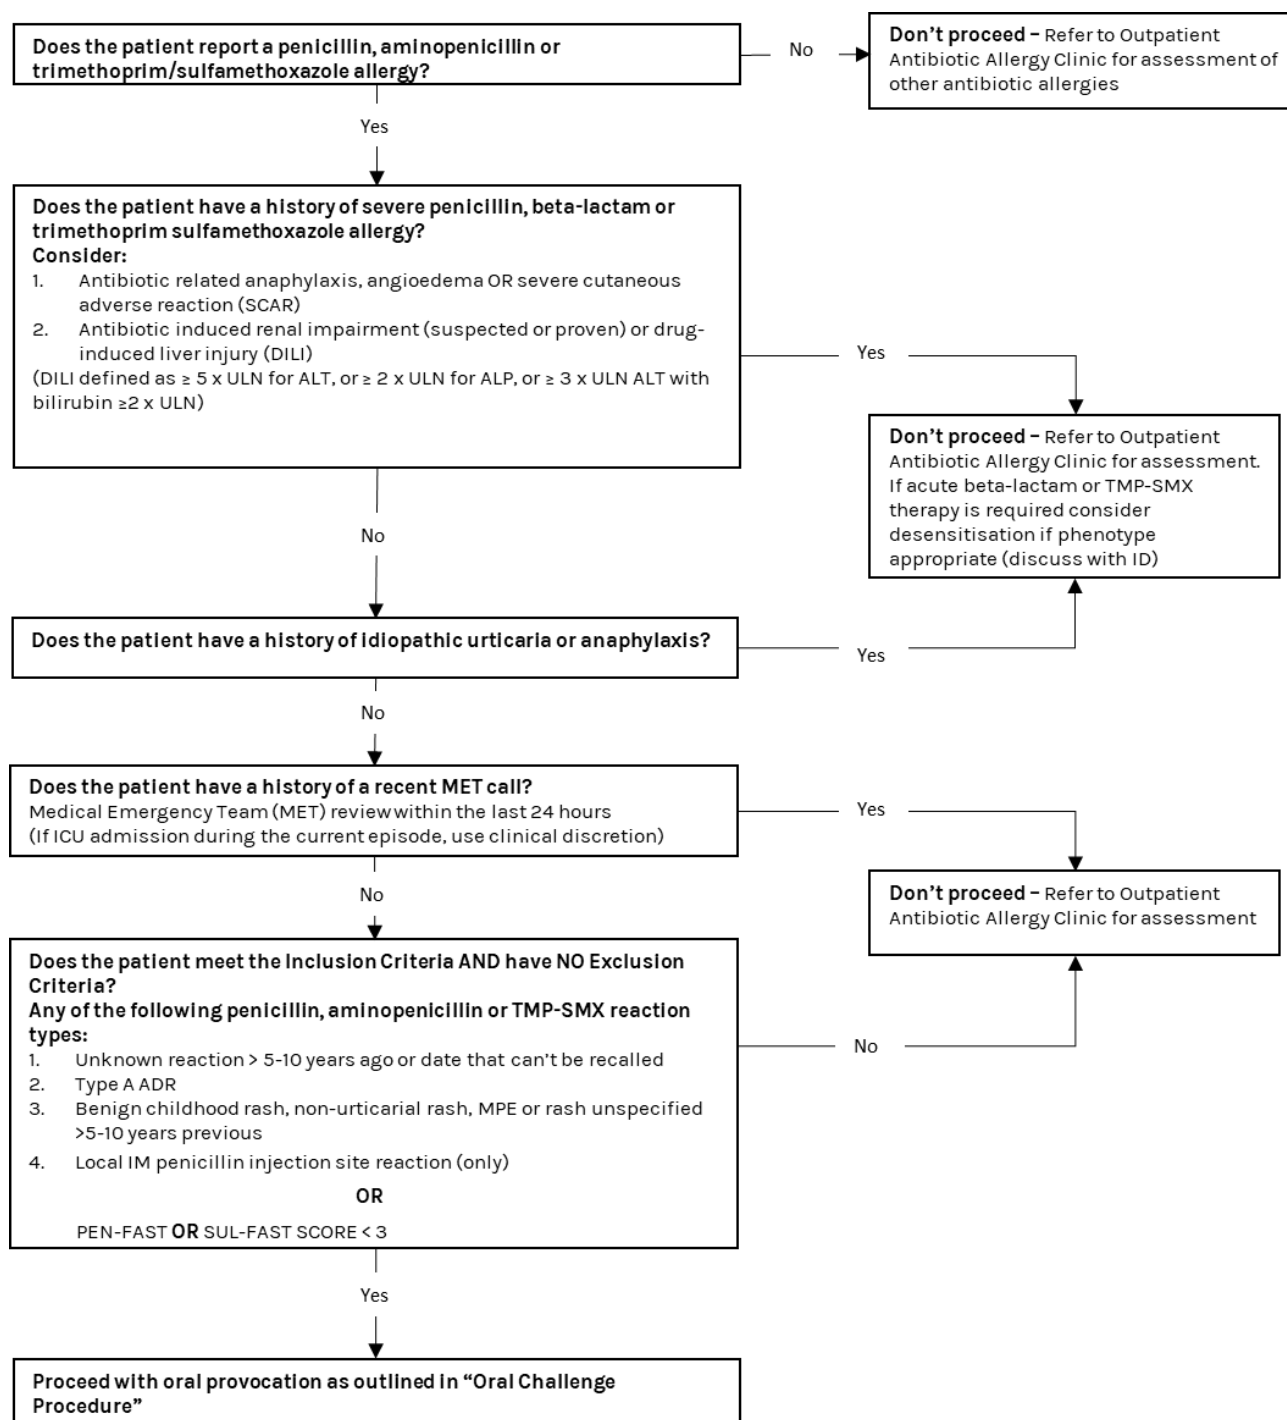 Does the patient report a penicillin, aminopenicillin or
trimethoprim/sulfamethoxazole allergy?
No
Don't proceed – Refer to Outpatient
Antibiotic Allergy Clinic for assessment of
other antibiotic allergies
Yes
Does the patient have a history of severe penicillin, beta-lactam or
trimethoprim sulfamethoxazole allergy?
Consider:
1. Antibiotic related anaphylaxis, angioedema OR severe cutaneous
adverse reaction (SCAR)
2. Antibiotic induced renal impairment (suspected or proven) or drug-
induced liver injury (DILI)
(DILI defined as ≥ 5 x ULN for ALT, or ≥ 2 x ULN for ALP, or ≥ 3 x ULN ALT with
bilirubin ≥2 x ULN)
Yes
Don't proceed – Refer to Outpatient
Antibiotic Allergy Clinic for assessment.
If acute beta-lactam or TMP-SMX
therapy is required consider
desensitisation if phenotype
appropriate (discuss with ID)
No
Does the patient have a history of idiopathic urticaria or anaphylaxis?
Yes
No
Does the patient have a history of a recent MET call?
Medical Emergency Team (MET) review within the last 24 hours
(If ICU admission during the current episode, use clinical discretion)
Yes
Don't proceed – Refer to Outpatient
Antibiotic Allergy Clinic for assessment
No
Does the patient meet the Inclusion Criteria AND have NO Exclusion
Criteria?
Any of the following penicillin, aminopenicillin or TMP-SMX reaction
types:
1. Unknown reaction > 5-10 years ago or date that can't be recalled
2. Type A ADR
3. Benign childhood rash, non-urticarial rash, MPE or rash unspecified
>5-10 years previous
4. Local IM penicillin injection site reaction (only)
OR
PEN-FAST OR SUL-FAST SCORE < 3
No
Yes
Proceed with oral provocation as outlined in “Oral Challenge
Procedure”